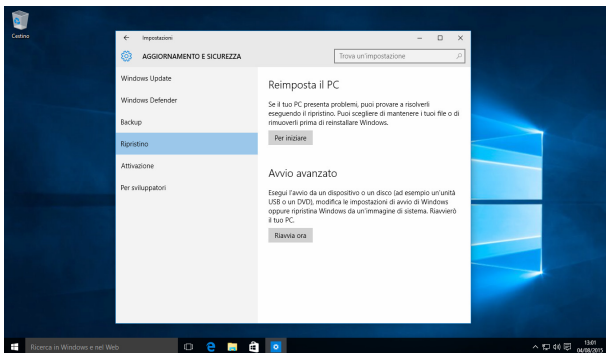 Cestino
Impostazioni
AGGIORNAMENTO E SICUREZZA
Trova un'impostazione
Windows Update
Windows Defender
Backup
Ripristino
Attivazione
Per sviluppatori
Reimposta il PC
Se il tuo PC presenta problemi, puoi provare a risolverli
eseguendo il ripristino. Puoi scegliere di mantenere i tuoi file o di
rimuoverli prima di reinstallare Windows.
Per iniziare
Avvio avanzato
Esegui l'avvio da un dispositivo o un disco (ad esempio un'unità
USB o un DVD), modifica le impostazioni di avvio di Windows
oppure ripristina Windows da un'immagine di sistema. Riavvierò
il tuo PC.
Riavvia ora
Ricerca in Windows e nel Web
15:01
04/08/2015